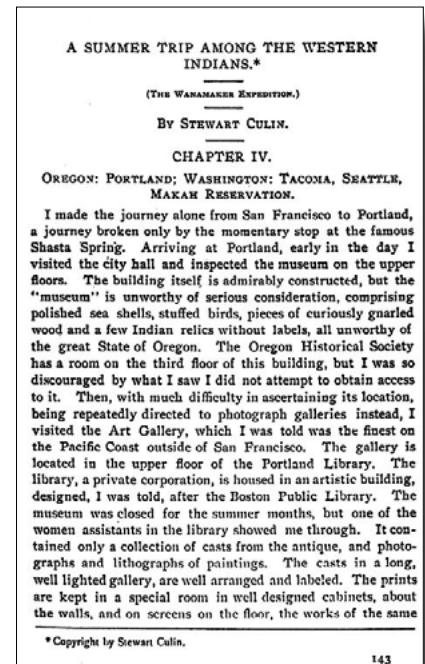 A SUMMER TRIP AMONG THE WESTERN
INDIANS.*
(THE WANAMAKER EXPEDITION.)
BY STEWART CULIN.
CHAPTER IV.
OREGON: PORTLAND; WASHINGTON: TACOMA, SEATTLE,
MAKAH RESERVATION.
I made the journey alone from San Francisco to Portland,
a journey broken only by the momentary stop at the famous
Shasta Spring. Arriving at Portland, early in the day I
visited the city hall and inspected the museum on the upper
floors. The building itself is admirably constructed, but the
"museum" is unworthy of serious consideration, comprising
polished sea shells, stuffed birds, pieces of curiously gnarled
wood and a few Indian relics without labels, all unworthy of
the great State of Oregon. The Oregon Historical Society
has a room on the third floor of this building, but I was so
discouraged by what I saw I did not attempt to obtain access
to it. Then, with much difficulty in ascertaining its location,
being repeatedly directed to photograph galleries instead, I
visited the Art Gallery, which I was told was the finest on
the Pacific Coast outside of San Francisco. The gallery is
located in the upper floor of the Portland Library. The
library, a private corporation, is housed in an artistic building,
designed, I was told, after the Boston Public Library. The
museum was closed for the summer months, but one of the
women assistants in the library showed me through. It con-
tained only a collection of casts from the antique, and photo-
graphs and lithographs of paintings. The casts in a long,
well lighted gallery, are well arranged and labeled. The prints
are kept in a special room in well designed cabinets, about
the walls, and on screens on the floor, the works of the same
*Copyright by Stewart Culin.
143